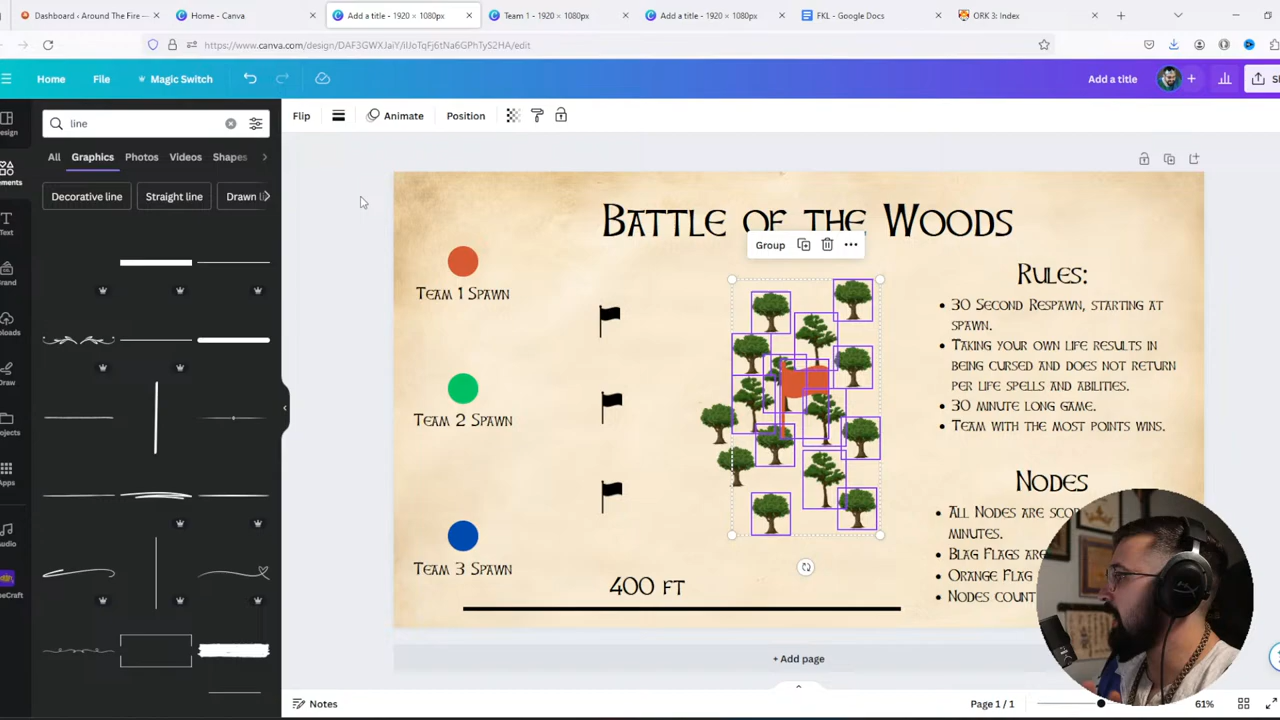 Dashboard ‹ Around The Fire —
Home - Canva
Add a title - 1920 × 1080px
Team 1 - 1920 × 1080px
Add a title - 1920 × 1080px
FKL - Google Docs
ORK 3: Index
https://www.canva.com/design/DAF3GWXJaiY/iUoTqFj6tNa6GPhTyS2HA/edit
Home
File
Magic Switch
Add a title
Flip
Animate
Position
line
All
Graphics
Photos
Videos
Shapes
Decorative line
Straight line
Drawn l
Text
Group
Battle of the Woods
Team 1 Spawn
Team 2 Spawn
Team 3 Spawn
400 ft
Rules:
• 30 Second Respawn, starting at
spawn.
• Taking your own life results in
being cursed and does not return
per life spells and abilities.
• 30 minute long game.
• Team with the most points wins.
Nodes
• All Nodes are scor
minutes.
• Blag Flags are
• Orange Flag
• Nodes count
+ Add page
Notes
Page 1 / 1
61%